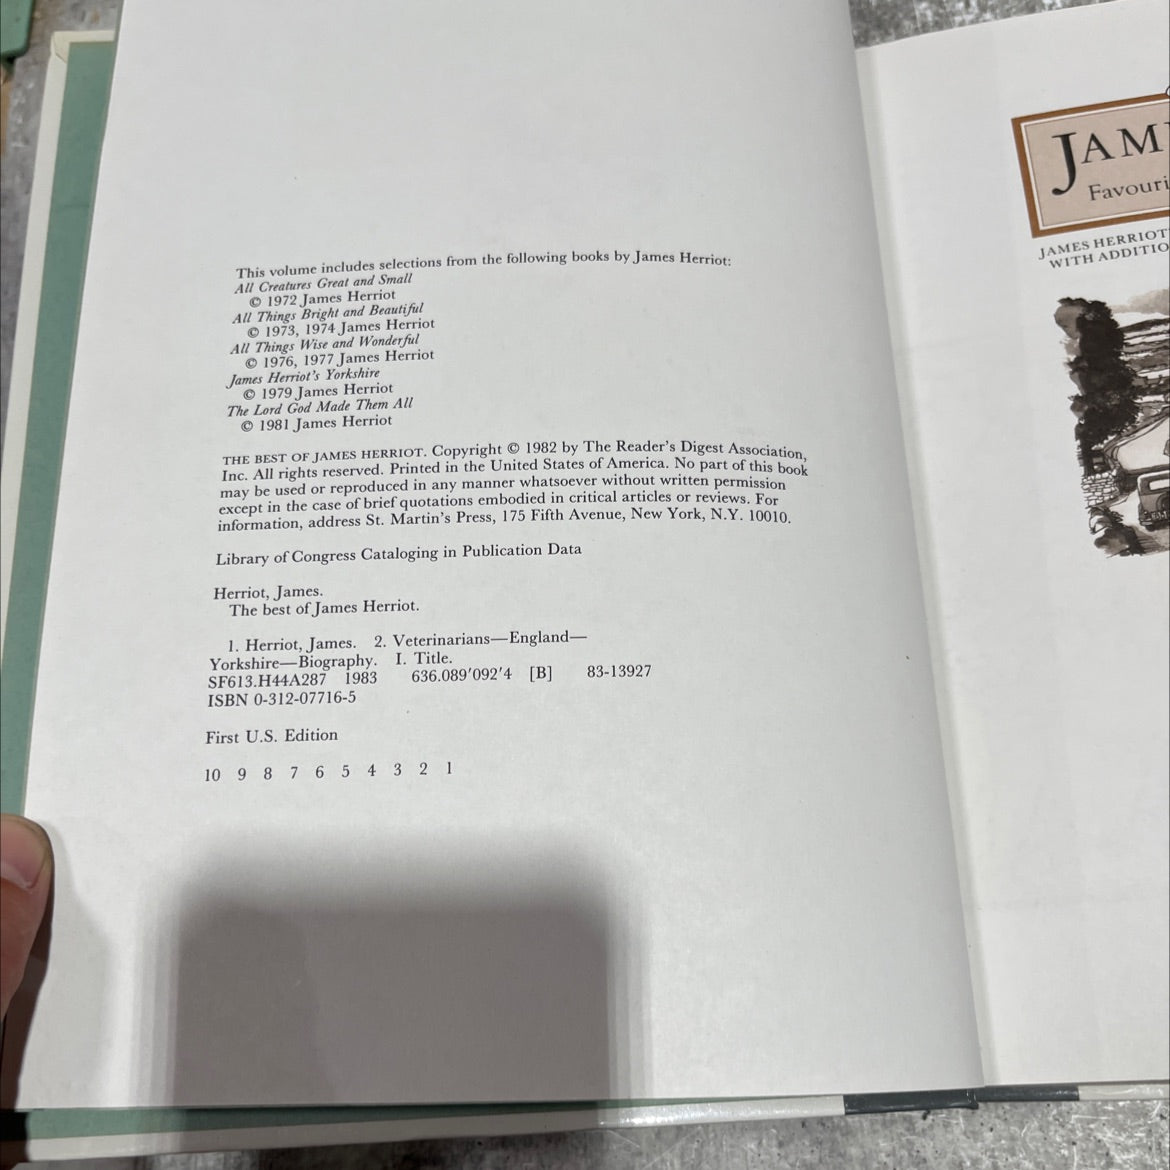 This volume includes selections from the following books by James Herriot:
All Creatures Great and Small
© 1972 James Herriot
All Things Bright and Beautiful
© 1973, 1974 James Herriot
All Things Wise and Wonderful
© 1976, 1977 James Herriot
James Herriot's Yorkshire
© 1979 James Herriot
The Lord God Made Them All
© 1981 James Herriot
THE BEST OF JAMES HERRIOT. Copyright © 1982 by The Reader's Digest Association,
Inc. All rights reserved. Printed in the United States of America. No part of this book
may be used or reproduced in any manner whatsoever without written permission
except in the case of brief quotations embodied in critical articles or reviews. For
information, address St. Martin's Press, 175 Fifth Avenue, New York, N.Y. 10010.
Library of Congress Cataloging in Publication Data
Herriot, James.
The best of James Herriot.
1. Herriot, James. 2. Veterinarians—England—
Yorkshire—Biography. I. Title.
SF613.H44A287 1983 636.089'092'4 [B] 83-13927
ISBN 0-312-07716-5
First U.S. Edition
10 9 8 7 6 5 4 3 2 1
JAM
Favouri
JAMES HERRIOT
WITH ADDITIO